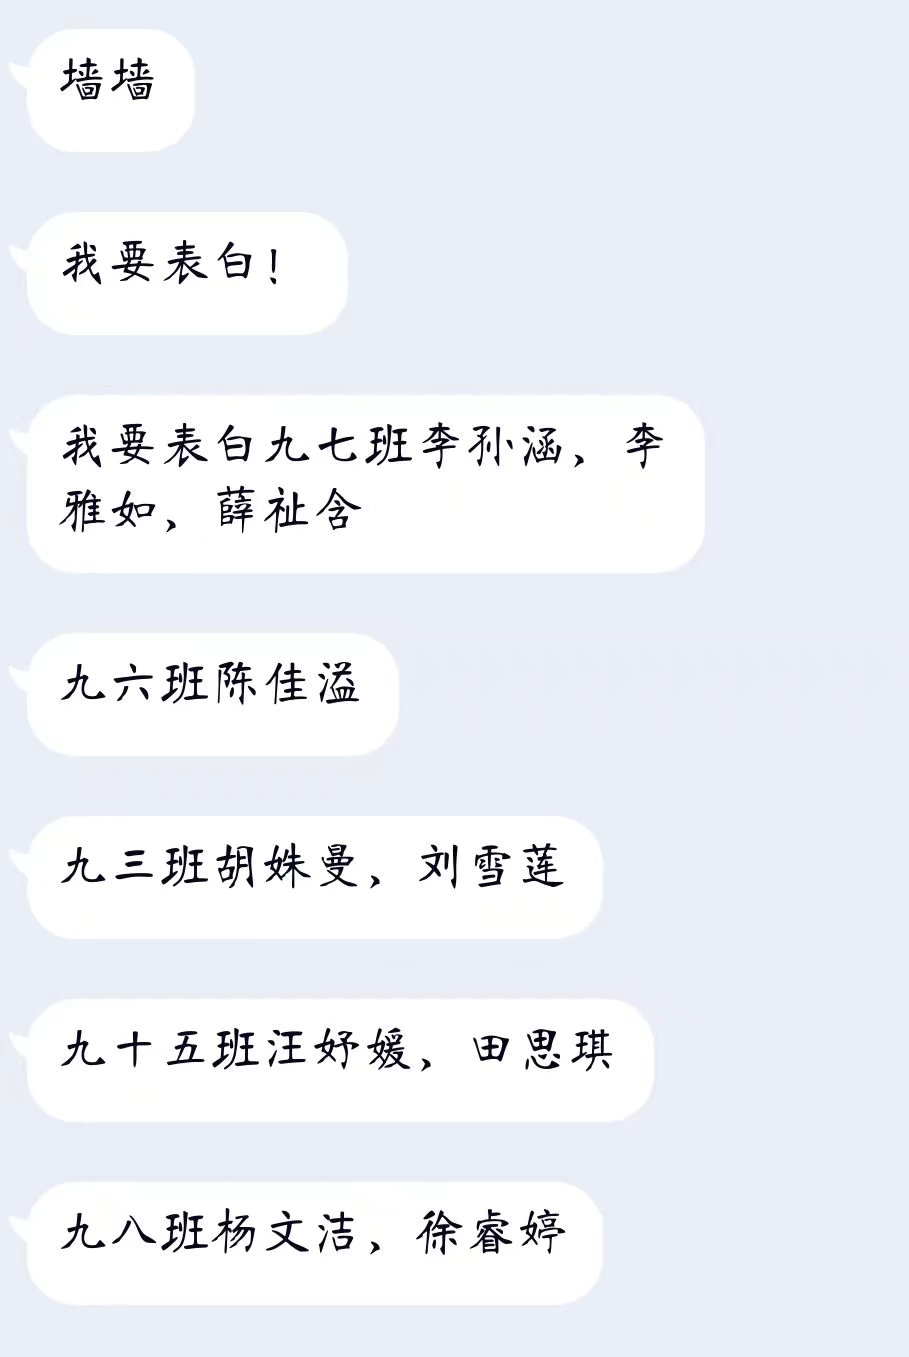 墙墙
我要表白！
我要表白九七班李孙涵，李
雅如，薛祉含
九六班陈佳溢
九三班胡姝曼，刘雪莲
九十五班汪妤媛，田思琪
九八班杨文洁，徐睿婷